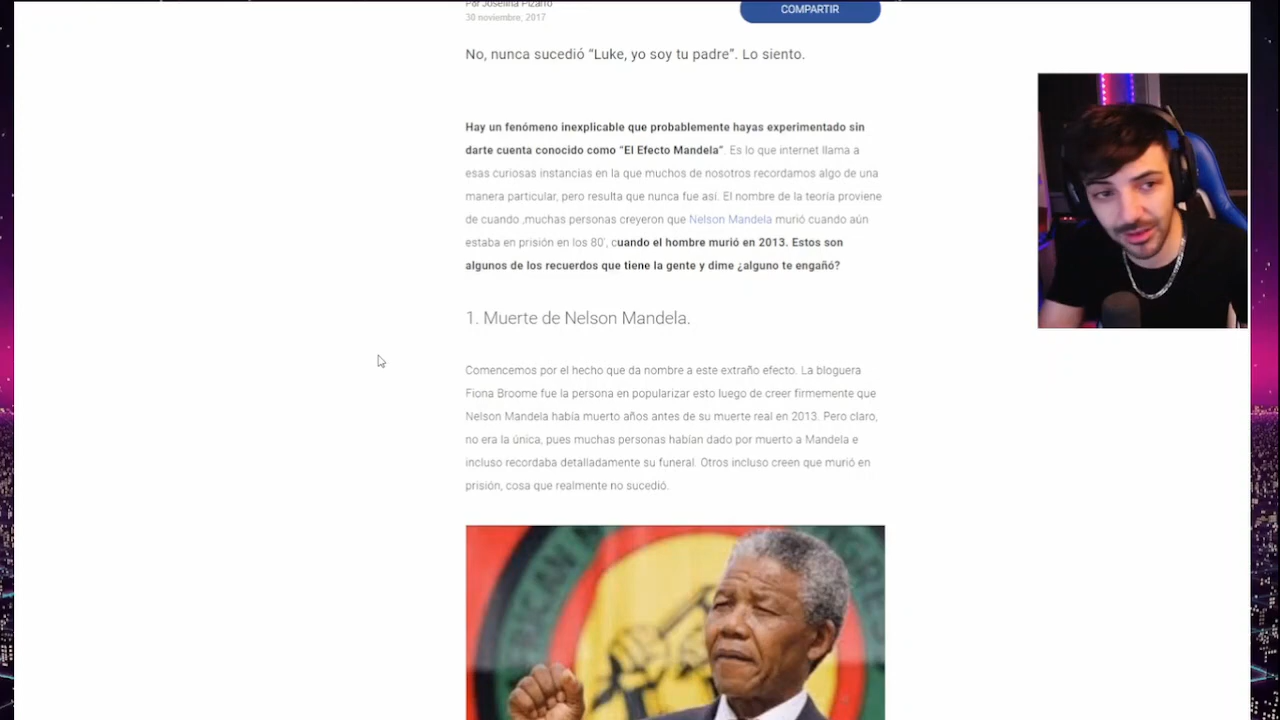 Por Josefina Pizarro
COMPARTIR
30 noviembre, 2017
No, nunca sucedió “Luke, yo soy tu padre”. Lo siento.
Hay un fenómeno inexplicable que probablemente hayas experimentado sin
darte cuenta conocido como “El Efecto Mandela”. Es lo que internet llama a
esas curiosas instancias en la que muchos de nosotros recordamos algo de una
manera particular, pero resulta que nunca fue así. El nombre de la teoría proviene
de cuando ,muchas personas creyeron que Nelson Mandela murió cuando aún
estaba en prisión en los 80’, cuando el hombre murió en 2013. Estos son
algunos de los recuerdos que tiene la gente y dime ¿alguno te engañó?
1. Muerte de Nelson Mandela.
Comencemos por el hecho que da nombre a este extraño efecto. La bloguera
Fiona Broome fue la persona en popularizar esto luego de creer firmemente que
Nelson Mandela había muerto años antes de su muerte real en 2013. Pero claro,
no era la única, pues muchas personas habían dado por muerto a Mandela e
incluso recordaba detalladamente su funeral. Otros incluso creen que murió en
prisión, cosa que realmente no sucedió.